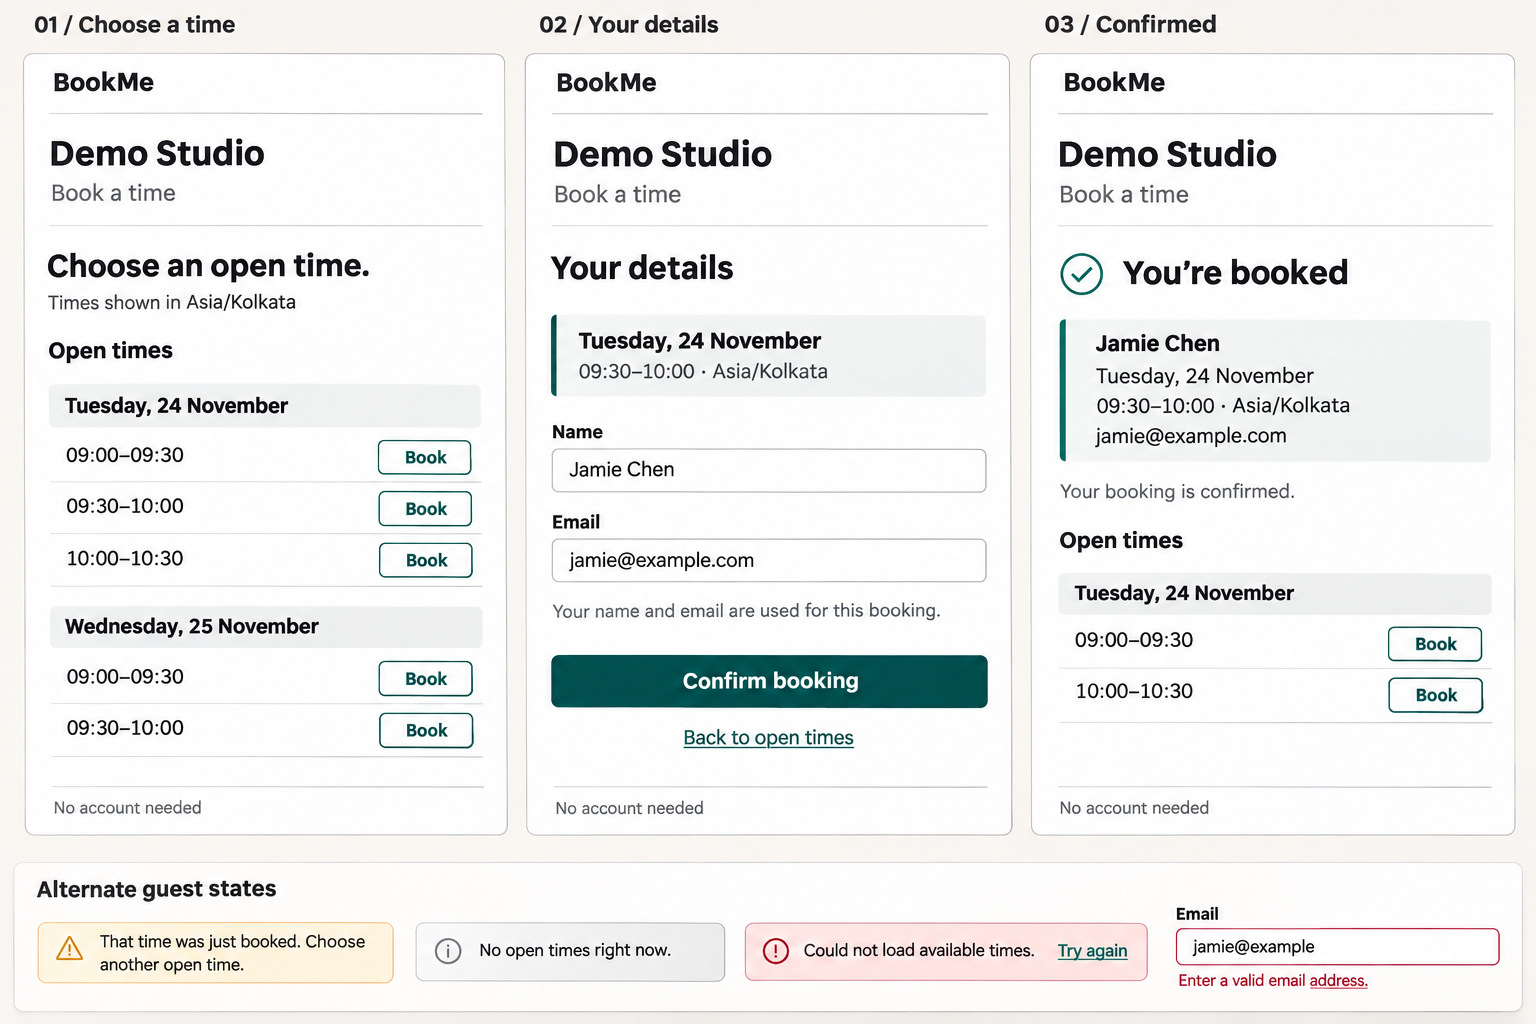 01 / Choose a time
BookMe
Demo Studio
Book a time
Choose an open time.
Times shown in Asia/Kolkata
Open times
Tuesday, 24 November
09:00–09:30 Book
09:30–10:00 Book
10:00–10:30 Book
Wednesday, 25 November
09:00–09:30 Book
09:30–10:00 Book
No account needed
02 / Your details
BookMe
Demo Studio
Book a time
Your details
Tuesday, 24 November
09:30–10:00 · Asia/Kolkata
Name
Jamie Chen
Email
jamie@example.com
Your name and email are used for this booking.
Confirm booking
Back to open times
No account needed
03 / Confirmed
BookMe
Demo Studio
Book a time
You’re booked
Jamie Chen
Tuesday, 24 November
09:30–10:00 · Asia/Kolkata
jamie@example.com
Your booking is confirmed.
Open times
Tuesday, 24 November
09:00–09:30 Book
10:00–10:30 Book
No account needed
Alternate guest states
That time was just booked. Choose
another open time.
No open times right now.
Could not load available times. Try again
Email
jamie@example
Enter a valid email address.